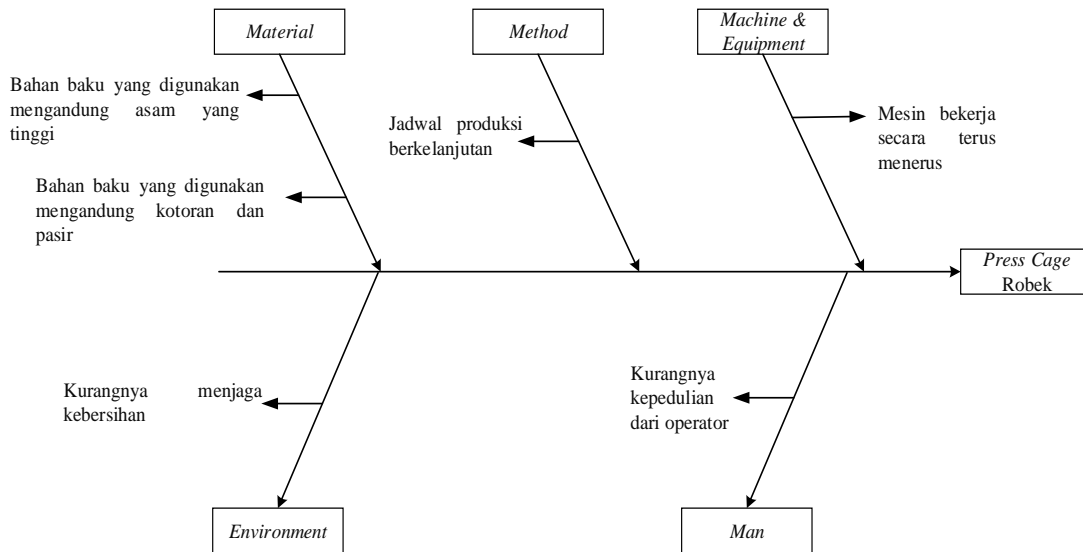 Material
Method
Machine &
Equipment
Bahan baku yang digunakan
mengandung asam yang
tinggi
Jadwal produksi
berkelanjutan
Mesin bekerja
secara terus
menerus
Bahan baku yang digunakan
mengandung kotoran dan
pasir
Press Cage
Robek
Kurangnya menjaga
kebersihan
Kurangnya
kepedulian
dari operator
Environment
Man